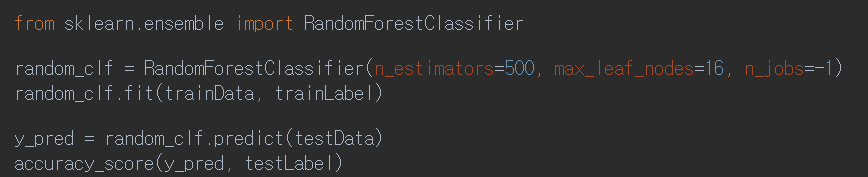 from sklearn.ensemble import RandomForestClassifier
random_clf = RandomForestClassifier(n_estimators=500, max_leaf_nodes=16, n_jobs=-1)
random_clf.fit(trainData, trainLabel)
y_pred = random_clf.predict(testData)
accuracy_score(y_pred, testLabel)